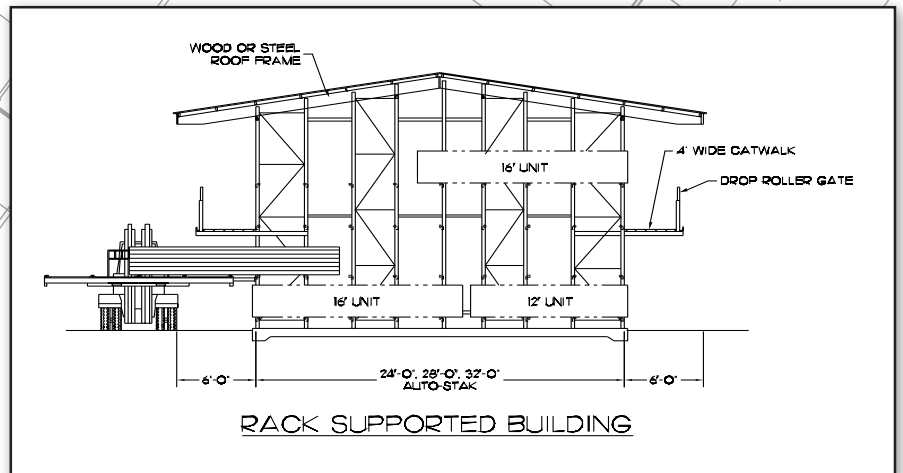 WOOD OR STEEL
ROOF FRAME
16' UNIT
4' WIDE CATWALK
DROP ROLLER GATE
16' UNIT
12' UNIT
6'-0"
24'-0", 28'-0", 32'-0"
AUTO-STAK
6'-0"
RACK SUPPORTED BUILDING